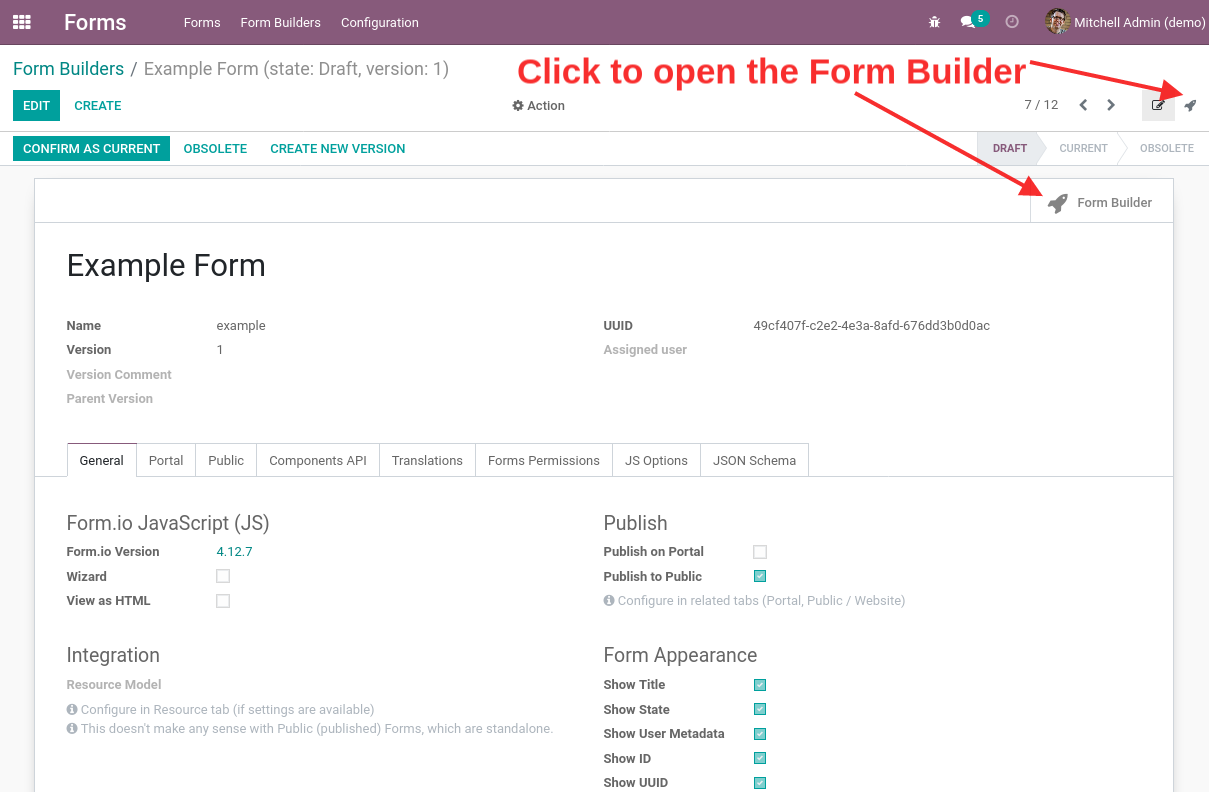 Forms Forms Form Builders Configuration 5 Mitchell Admin (demo)
Form Builders / Example Form (state: Draft, version: 1)
Click to open the Form Builder
EDIT CREATE Action 7 / 12
CONFIRM AS CURRENT OBSOLETE CREATE NEW VERSION DRAFT CURRENT OBSOLETE
Form Builder
Example Form
Name example UUID 49cf407f-c2e2-4e3a-8afd-676dd3b0d0ac
Version 1 Assigned user
Version Comment
Parent Version
General Portal Public Components API Translations Forms Permissions JS Options JSON Schema
Form.io JavaScript (JS) Publish
Form.io Version 4.12.7 Publish on Portal
Wizard Publish to Public
View as HTML Configure in related tabs (Portal, Public / Website)
Integration Form Appearance
Resource Model Show Title
Configure in Resource tab (if settings are available) Show State
This doesn't make any sense with Public (published) Forms, which are standalone. Show User Metadata
Show ID
Show UUID